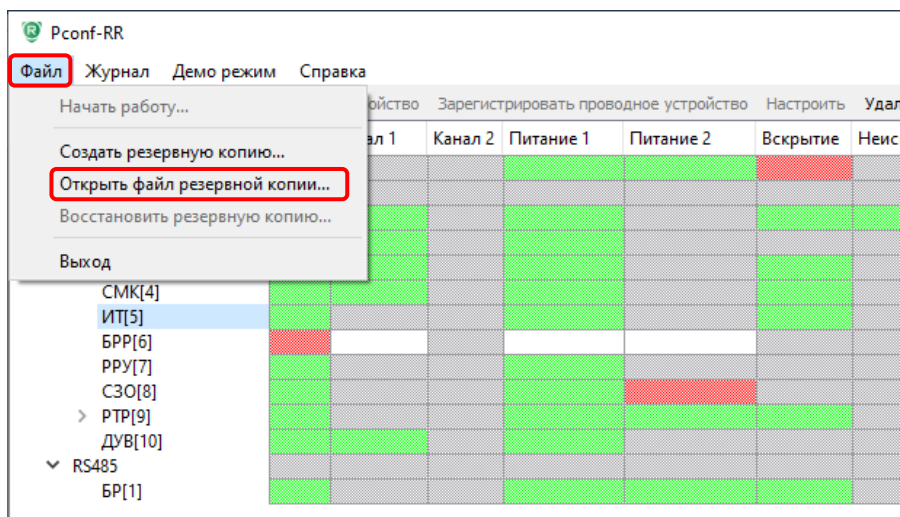 Pconf-RR
Файл Журнал Демо режим Справка
Начать работу... Зарегистрировать проводное устройство Настроить
Создать резервную копию... 1 Канал 2 Питание 1 Питание 2 Вскрытие
Открыть файл резервной копии...
Восстановить резервную копию...
Выход
СМК[4]
ИТ[5]
БРР[6]
РРУ[7]
СЗО[8]
РТР[9]
ДУВ[10]
RS485
БР[1]